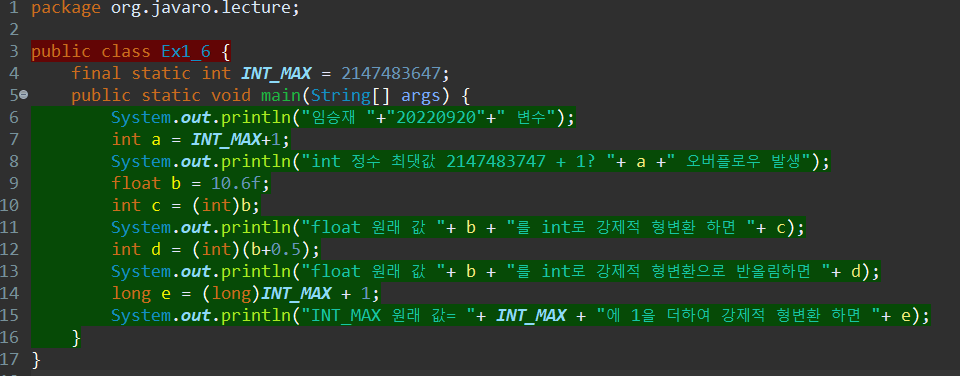 1 package org.javaro.lecture;
2
3 public class Ex1_6 {
4     final static int INT_MAX = 2147483647;
5     public static void main(String[] args) {
6         System.out.println("임승재 "+"20220920"+" 변수");
7         int a = INT_MAX+1;
8         System.out.println("int 정수 최댓값 2147483747 + 1? "+ a +" 오버플로우 발생");
9         float b = 10.6f;
10         int c = (int)b;
11         System.out.println("float 원래 값 "+ b + "를 int로 강제적 형변환 하면 "+ c);
12         int d = (int)(b+0.5);
13         System.out.println("float 원래 값 "+ b + "를 int로 강제적 형변환으로 반올림하면 "+ d);
14         long e = (long)INT_MAX + 1;
15         System.out.println("INT_MAX 원래 값= "+ INT_MAX + "에 1을 더하여 강제적 형변환 하면 "+ e);
16     }
17 }